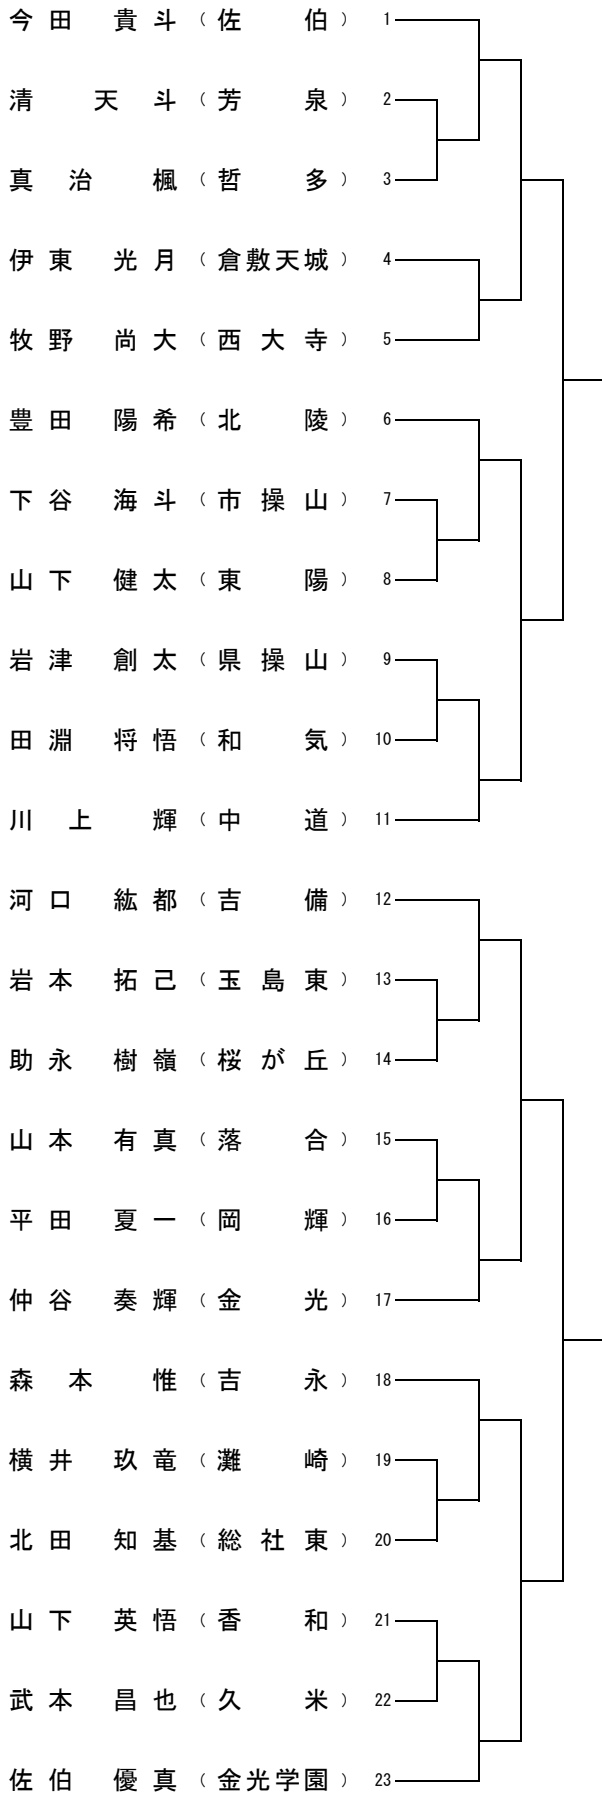 今田 貴斗（佐伯）1
清 天斗（芳泉）2
真治 楓（哲多）3
伊東 光月（倉敷天城）4
牧野 尚大（西大寺）5
豊田 陽希（北陵）6
下谷 海斗（市操山）7
山下 健太（東陽）8
岩津 創太（県操山）9
田淵 将悟（和気）10
川上 輝（中道）11
河口 紘都（吉備）12
岩本 拓己（玉島東）13
助永 樹嶺（桜が丘）14
山本 有真（落合）15
平田 夏一（岡輝）16
仲谷 奏輝（金光）17
森本 惟（吉永）18
横井 玖竜（灘崎）19
北田 知基（総社東）20
山下 英悟（香和）21
武本 昌也（久米）22
佐伯 優真（金光学園）23